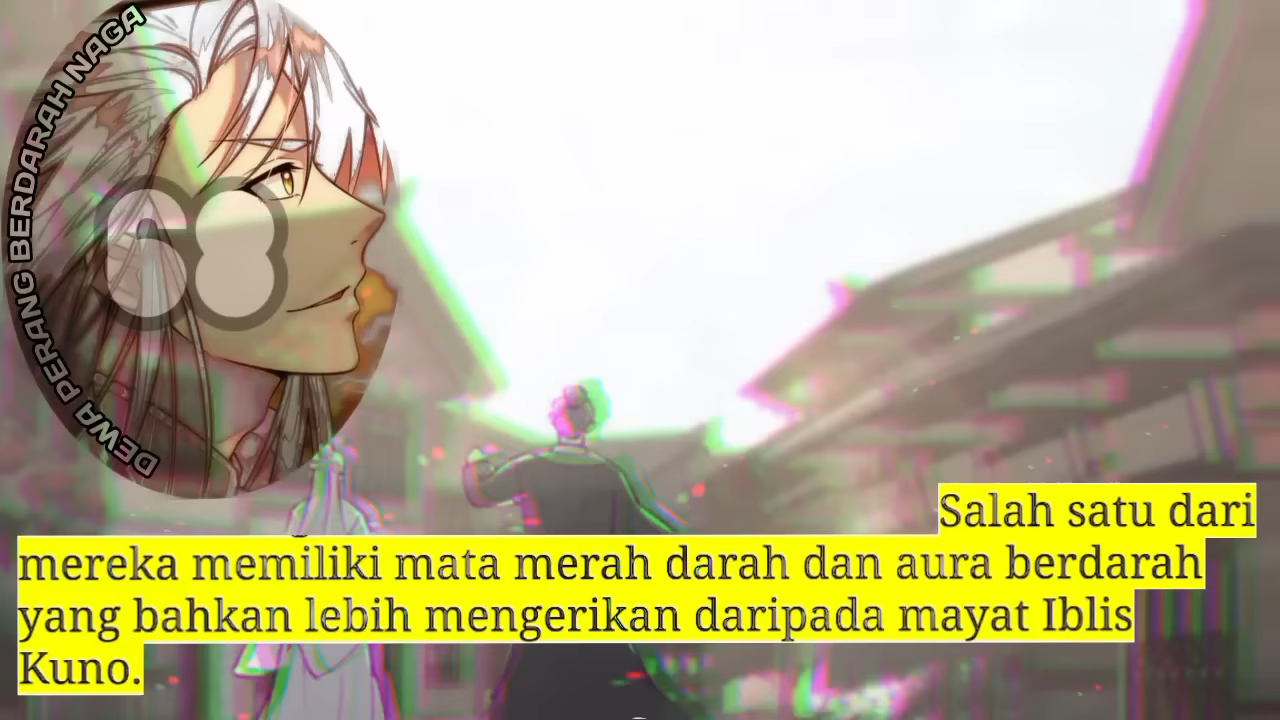 DEWA PERANG BERDARAH NAGA
68
Salah satu dari
mereka memiliki mata merah darah dan aura berdarah
yang bahkan lebih mengerikan daripada mayat Iblis
Kuno.